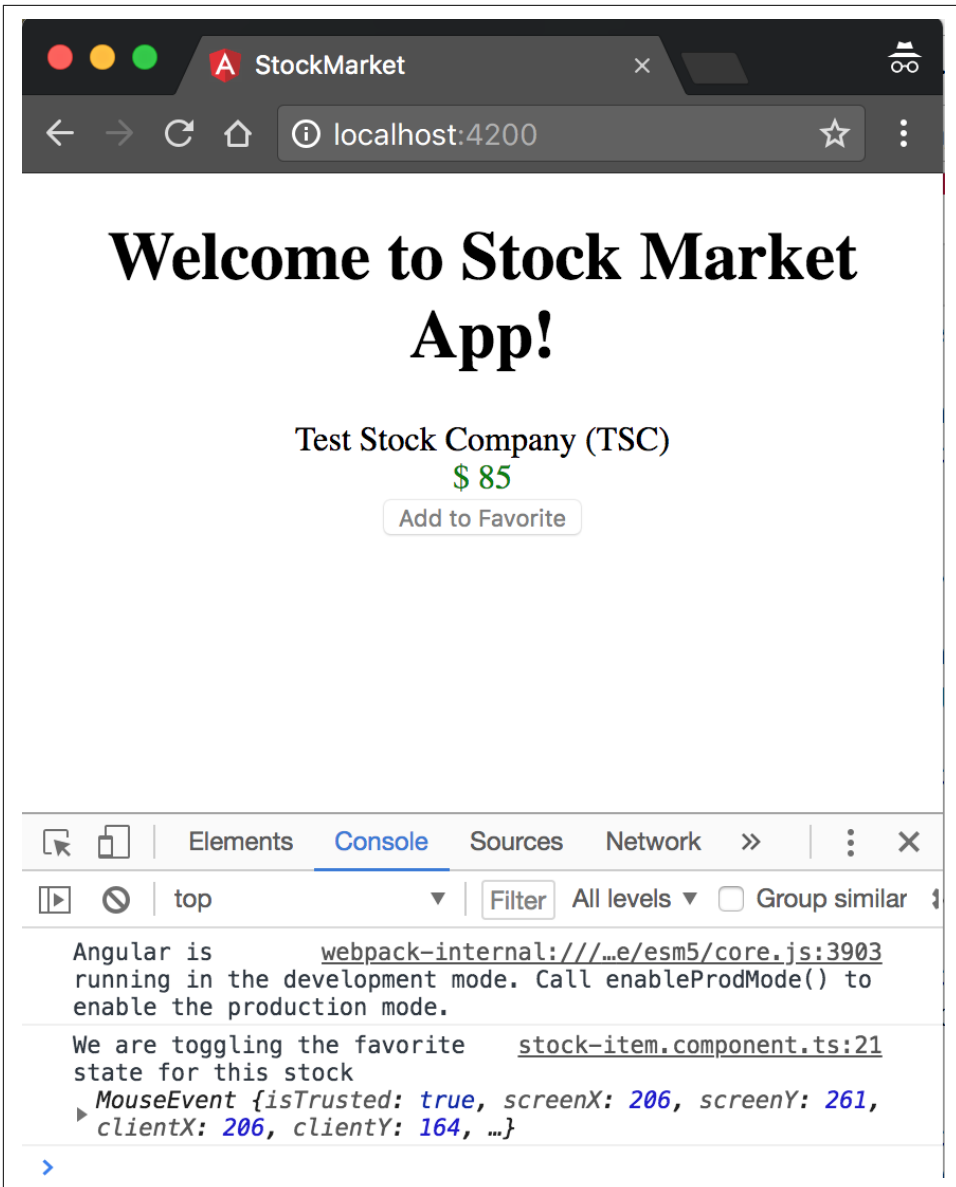 StockMarket
localhost:4200
Welcome to Stock Market
App!
Test Stock Company (TSC)
$ 85
Add to Favorite
Elements Console Sources Network »
top Filter All levels Group similar
Angular is webpack-internal:///…e/esm5/core.js:3903
running in the development mode. Call enableProdMode() to
enable the production mode.
We are toggling the favorite stock-item.component.ts:21
state for this stock
MouseEvent {isTrusted: true, screenX: 206, screenY: 261,
clientX: 206, clientY: 164, …}